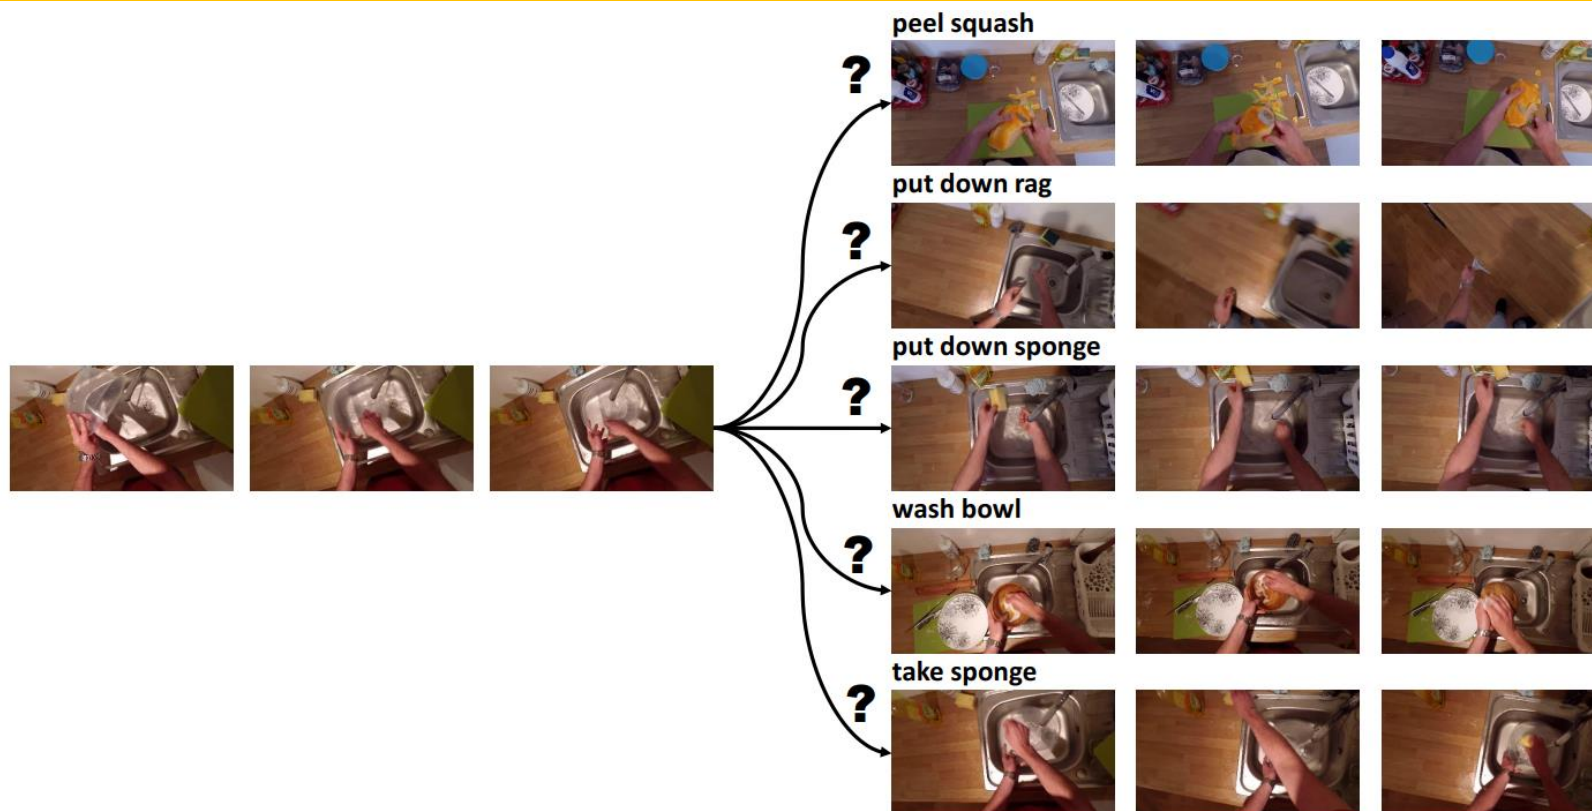 peel squash
?
put down rag
?
put down sponge
?
wash bowl
?
take sponge
?